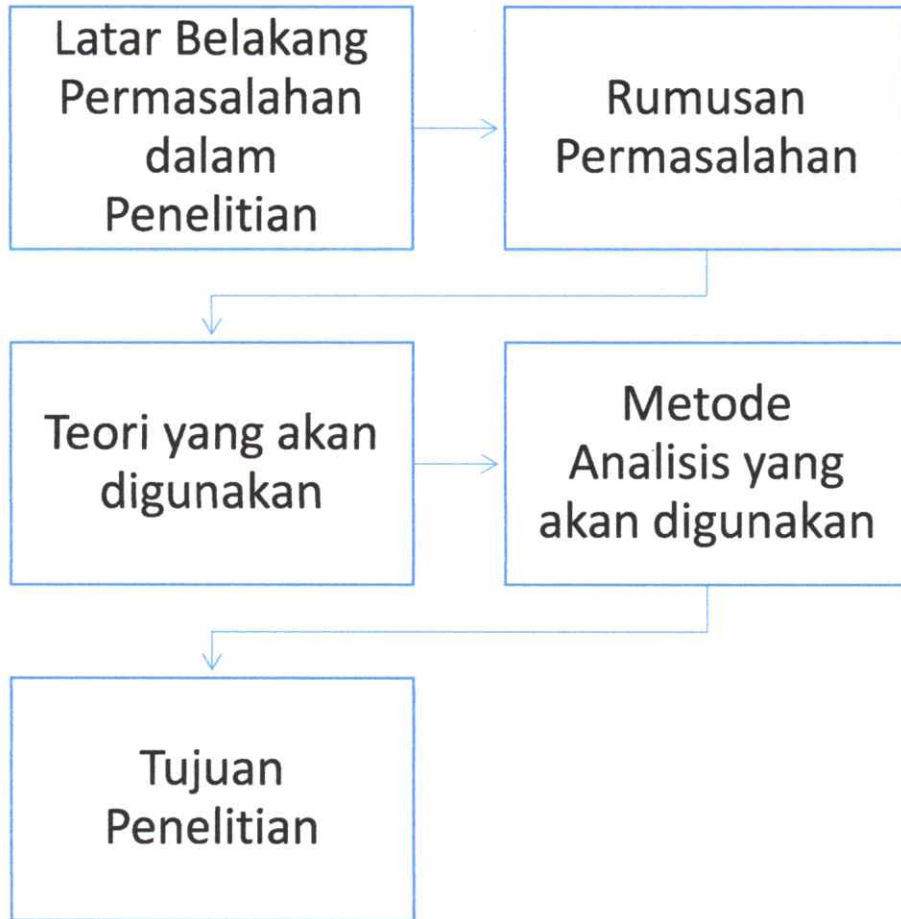 Latar Belakang
Permasalahan
dalam
Penelitian
Rumusan
Permasalahan
Teori yang akan
digunakan
Metode
Analisis yang
akan digunakan
Tujuan
Penelitian